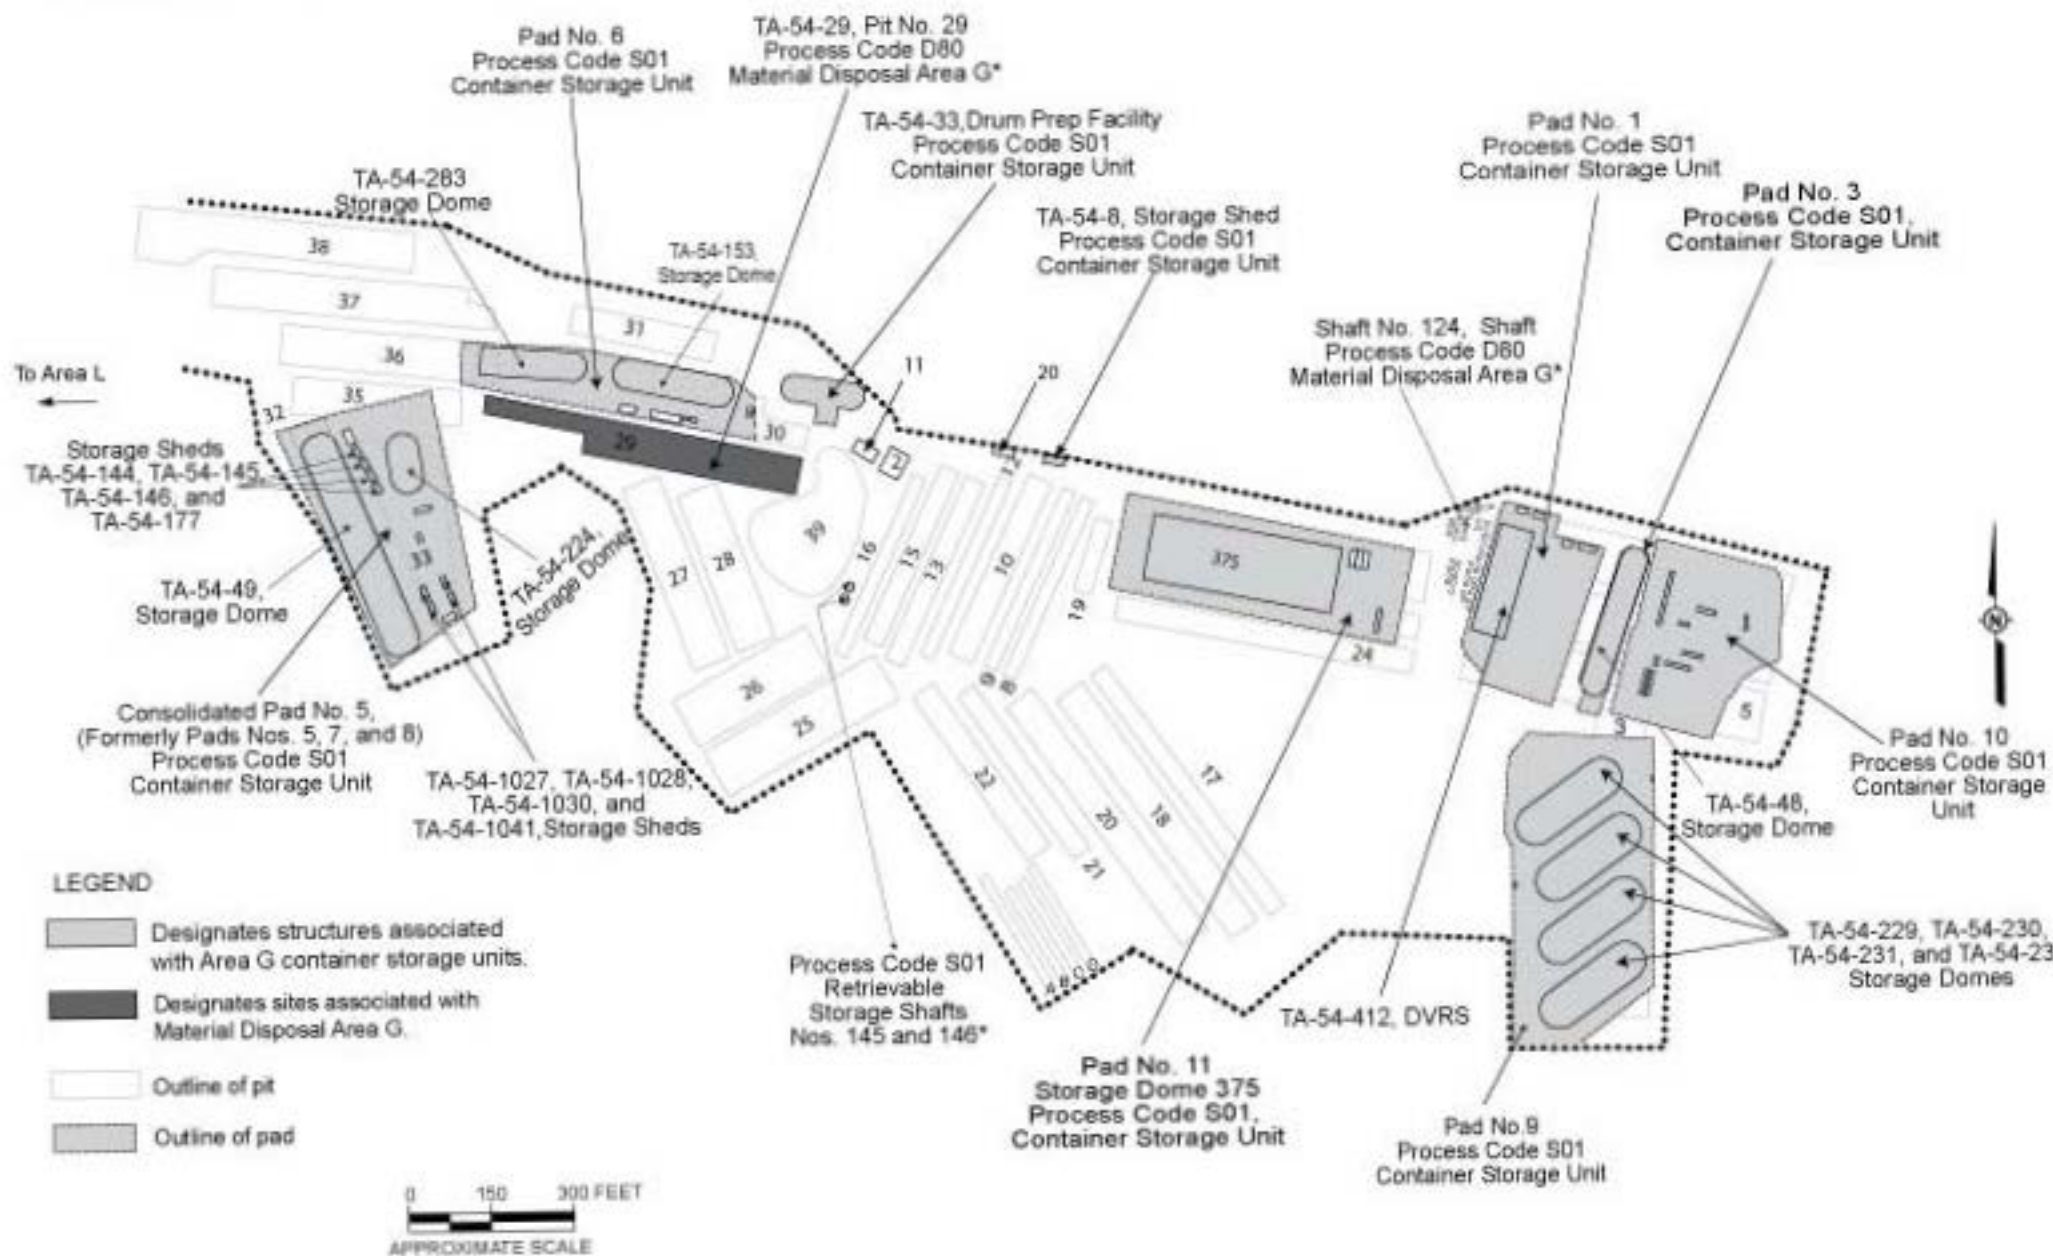 Pad No. 6
Process Code S01
Container Storage Unit
TA-54-29, Pit No. 29
Process Code D80
Material Disposal Area G*
TA-54-33,Drum Prep Facility
Process Code S01
Container Storage Unit
TA-54-8, Storage Shed
Process Code S01
Container Storage Unit
Pad No. 1
Process Code S01
Container Storage Unit
Pad No. 3
Process Code S01,
Container Storage Unit
TA-54-283
Storage Dome
TA-54-153,
Storage Dome
Shaft No. 124, Shaft
Process Code D80
Material Disposal Area G*
To Area L
38
37
36
35
32
31
30
29
11
2
20
12
Storage Sheds
TA-54-144, TA-54-145,
TA-54-146, and
TA-54-177
TA-54-49,
Storage Dome
TA-54-224,
Storage Dome
33
27
28
39
16
15
13
10
19
9
8
375
24
26
25
22
20
21
18
17
3
5
N
A B C D
Consolidated Pad No. 5,
(Formerly Pads Nos. 5, 7, and 8)
Process Code S01
Container Storage Unit
TA-54-1027, TA-54-1028,
TA-54-1030, and
TA-54-1041,Storage Sheds
Pad No. 10
Process Code S01
Container Storage
Unit
TA-54-48,
Storage Dome
TA-54-229, TA-54-230,
TA-54-231, and TA-54-23
Storage Domes
Process Code S01
Retrievable
Storage Shafts
Nos. 145 and 146*
TA-54-412, DVRS
Pad No. 11
Storage Dome 375
Process Code S01,
Container Storage Unit
Pad No.9
Process Code S01
Container Storage Unit
LEGEND
Designates structures associated
with Area G container storage units.
Designates sites associated with
Material Disposal Area G.
Outline of pit
Outline of pad
0 150 300 FEET
APPROXIMATE SCALE